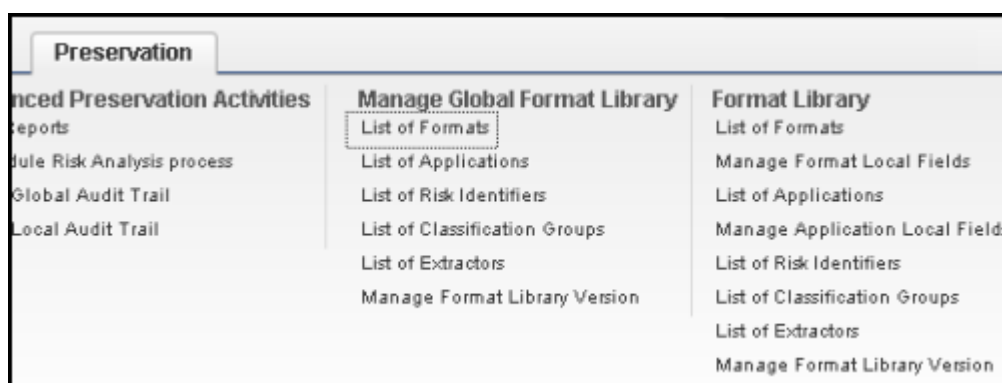 Preservation
nced Preservation Activities
Reports
dule Risk Analysis process
Global Audit Trail
Local Audit Trail
Manage Global Format Library
List of Formats
List of Applications
List of Risk Identifiers
List of Classification Groups
List of Extractors
Manage Format Library Version
Format Library
List of Formats
Manage Format Local Fields
List of Applications
Manage Application Local Fields
List of Risk Identifiers
List of Classification Groups
List of Extractors
Manage Format Library Version